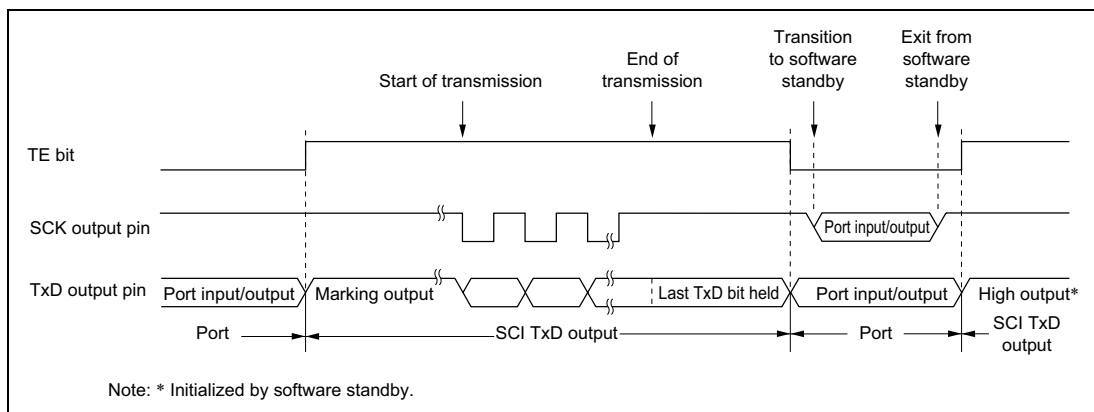 Transition
to software
standby
Exit from
software
standby
Start of transmission
End of
transmission
TE bit
SCK output pin
Port input/output
TxD output pin
Port input/output
Marking output
Last TxD bit held
Port input/output
High output*
Port
SCI TxD output
Port
SCI TxD
output
Note: * Initialized by software standby.